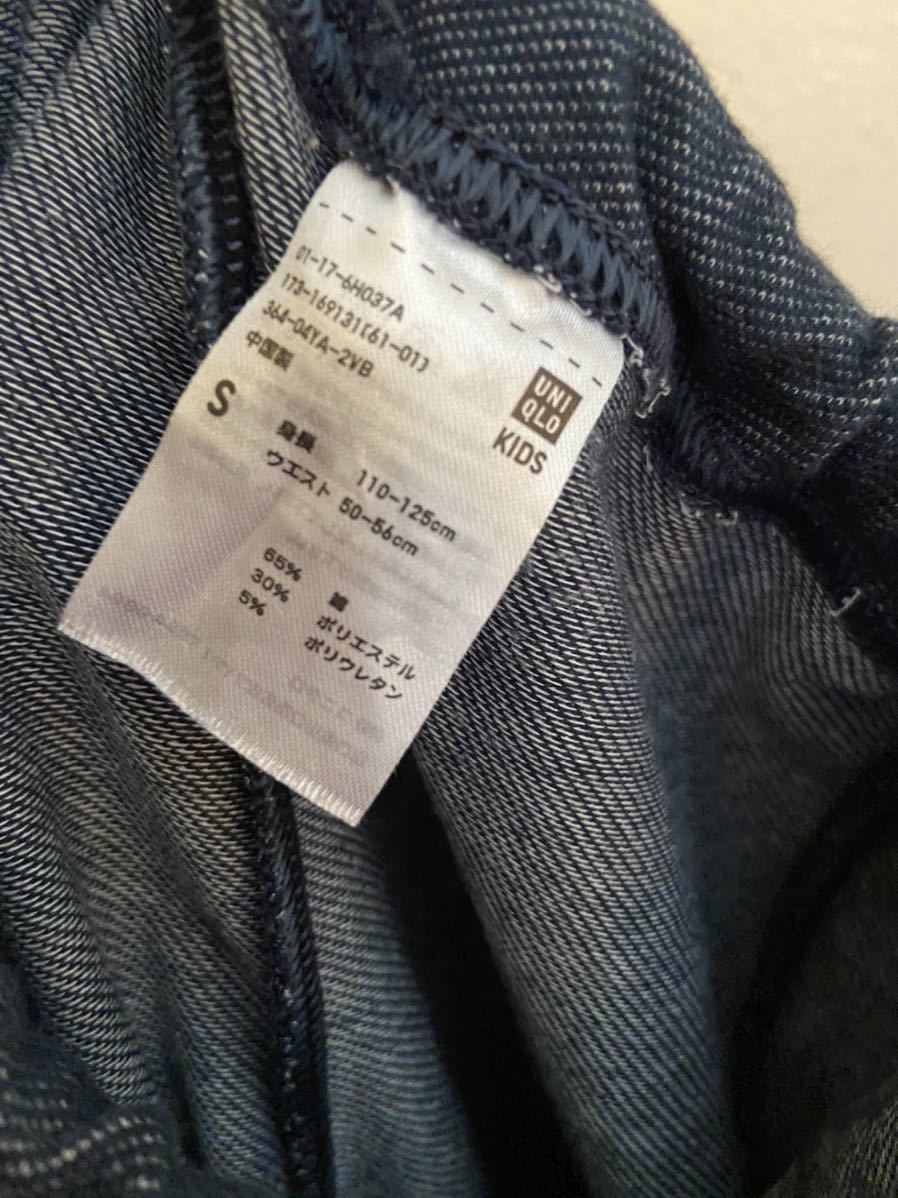 01-17-6H037A
173-169131[61-01]
364-04YA-2VB
中国製
UNI
QLO
KIDS
S
身長 110-125cm
ウエスト 50-56cm
65% 綿
30% ポリエステル
5% ポリウレタン